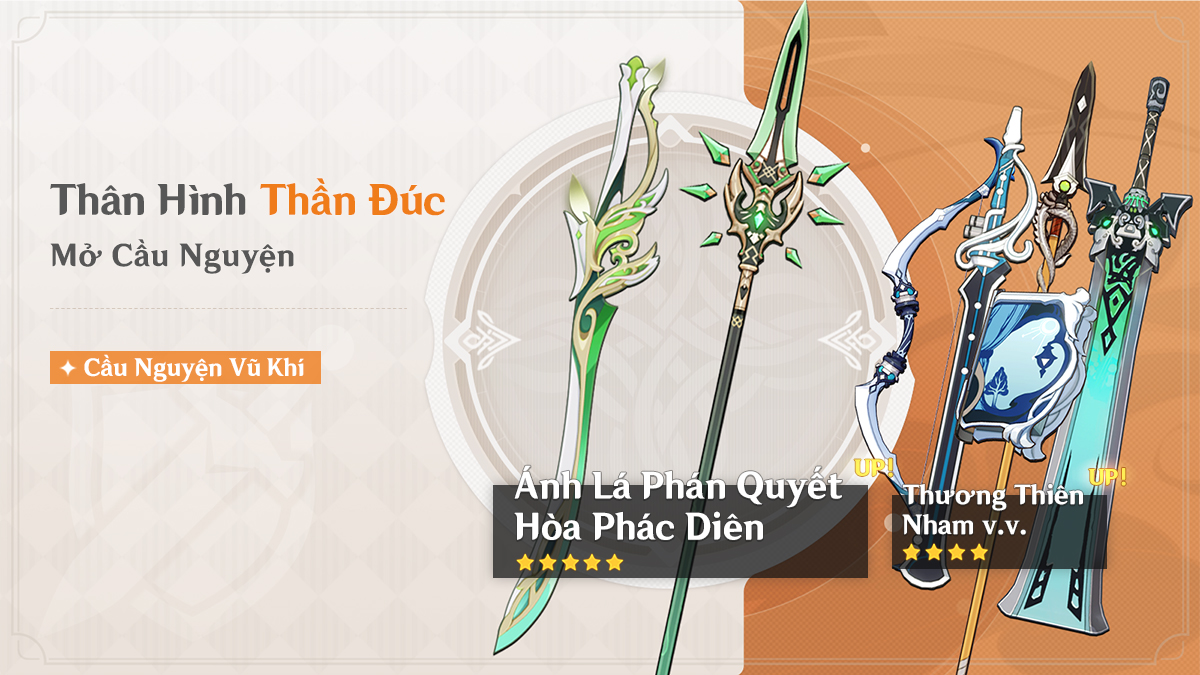 Thân Hình Thần Đúc
Mở Cầu Nguyện
Cầu Nguyện Vũ Khí
Ánh Lá Phán Quyết
Hòa Phác Diên
UP!
Thương Thiên
Nham v.v.
UP!